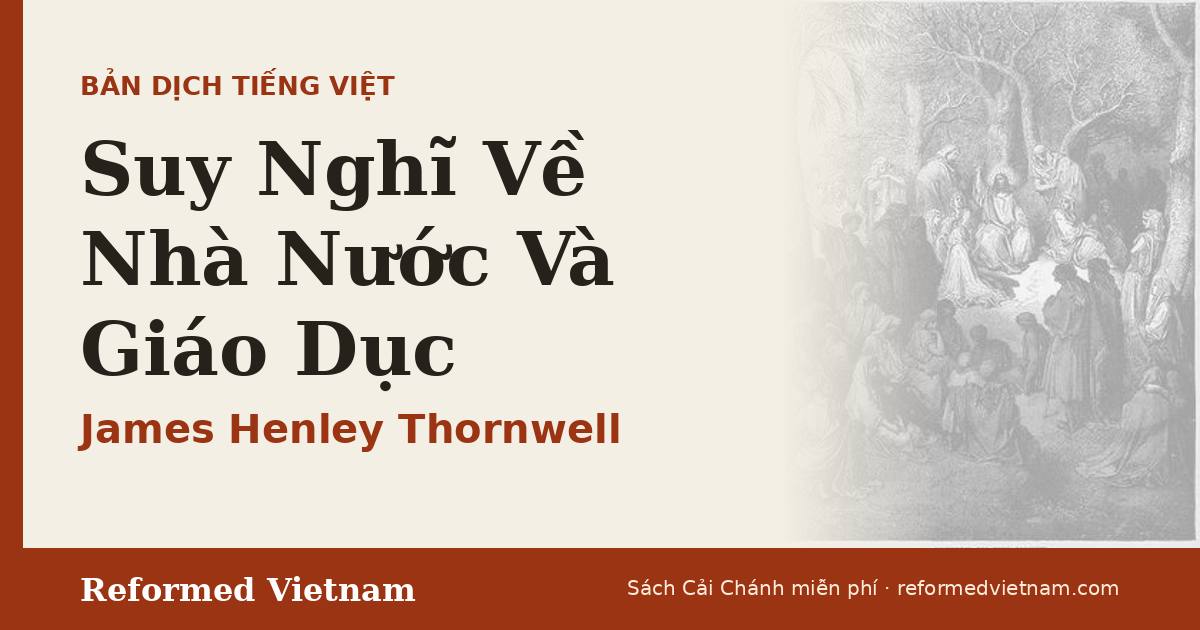 BẢN DỊCH TIẾNG VIỆT
Suy Nghĩ Về
Nhà Nước Và
Giáo Dục
James Henley Thornwell
Reformed Vietnam
Sách Cải Chánh miễn phí · reformedvietnam.com